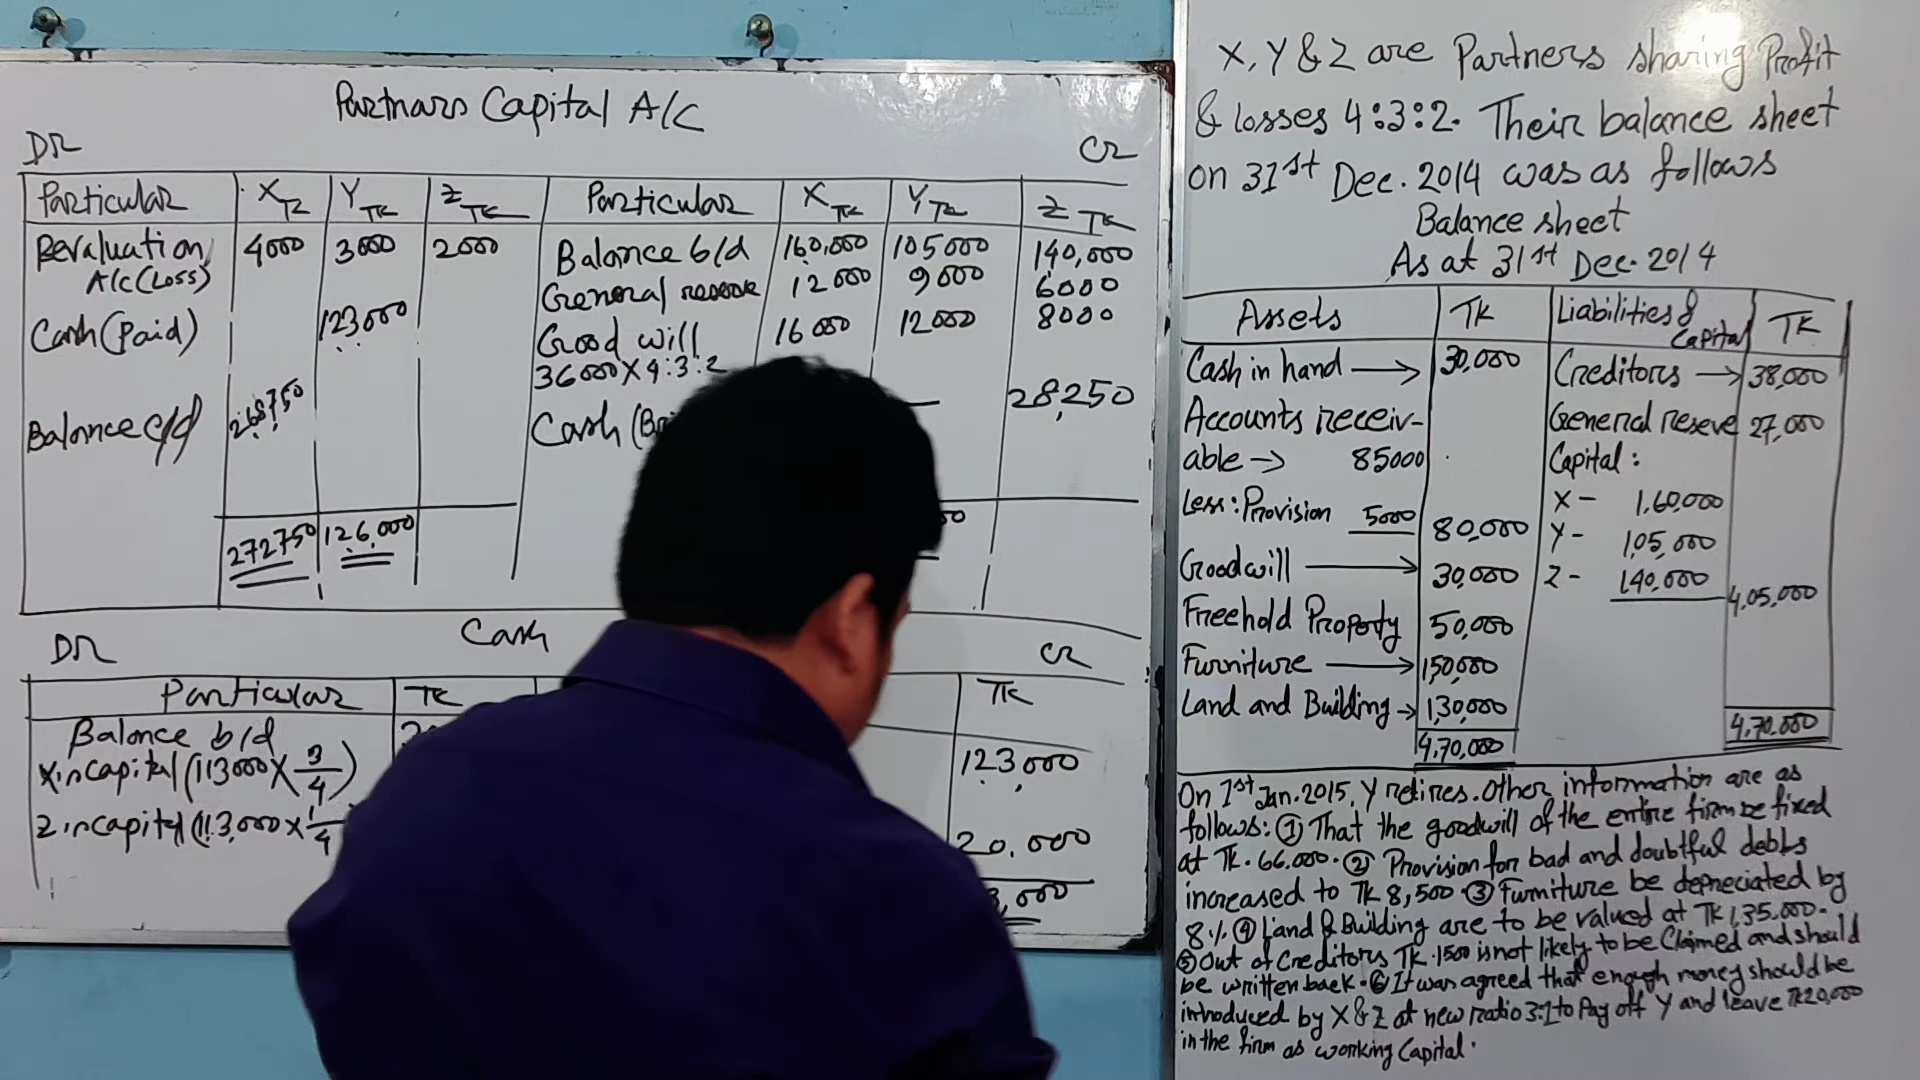 Partnars Capital A/C
DR CR
Particular X TK Y TK Z TK Particular X TK Y TK Z TK
Revaluation 4000 3000 2000 Balance b/d 160,000 105000 140,000
A/C (Loss) General reserve 12000 9000 6000
Cash (Paid) 123,000 Good will 16000 12000 8000
36000 X 4:3:2
Balance c/d 268750 Cash 28,250
272750 126,000
DR Cash CR
Particular TK TK
Balance b/d
X in capital (113000 X 3/4) 123,000
Z in capital (113,000 X 1/4 20,000
X, Y & Z are Partners sharing Profit
& losses 4:3:2. Their balance sheet
on 31st Dec. 2014 was as follows
Balance sheet
As at 31st Dec. 2014
Assets TK Liabilities & Capital TK
Cash in hand → 30,000 Creditors → 38,000
Accounts receiv- General reseve 27,000
able → 85000 Capital:
Less: Provision 5000 80,000 X - 1,60,000
Y - 1,05,000
Goodwill → 30,000 Z - 140,000 4,05,000
Freehold Property 50,000
Furniture → 1,50,000
Land and Building → 1,30,000
4,70,000 4,70,000
On 1st Jan. 2015, Y retires. Other information are as
follows: ① That the goodwill of the entire firm be fixed
at TK. 66.000. ② Provision for bad and doubtful debts
increased to TK 8,500 ③ Furniture be depreciated by
8%. ④ Land & Building are to be valued at TK 1,35.000.
⑤ Out of Creditors TK. 1500 is not likely to be Claimed and should
be written back. ⑥ It was agreed that enough money should be
introduced by X & Z at new ratio 3:1 to Pay off Y and leave TK 20,000
in the firm as working Capital.